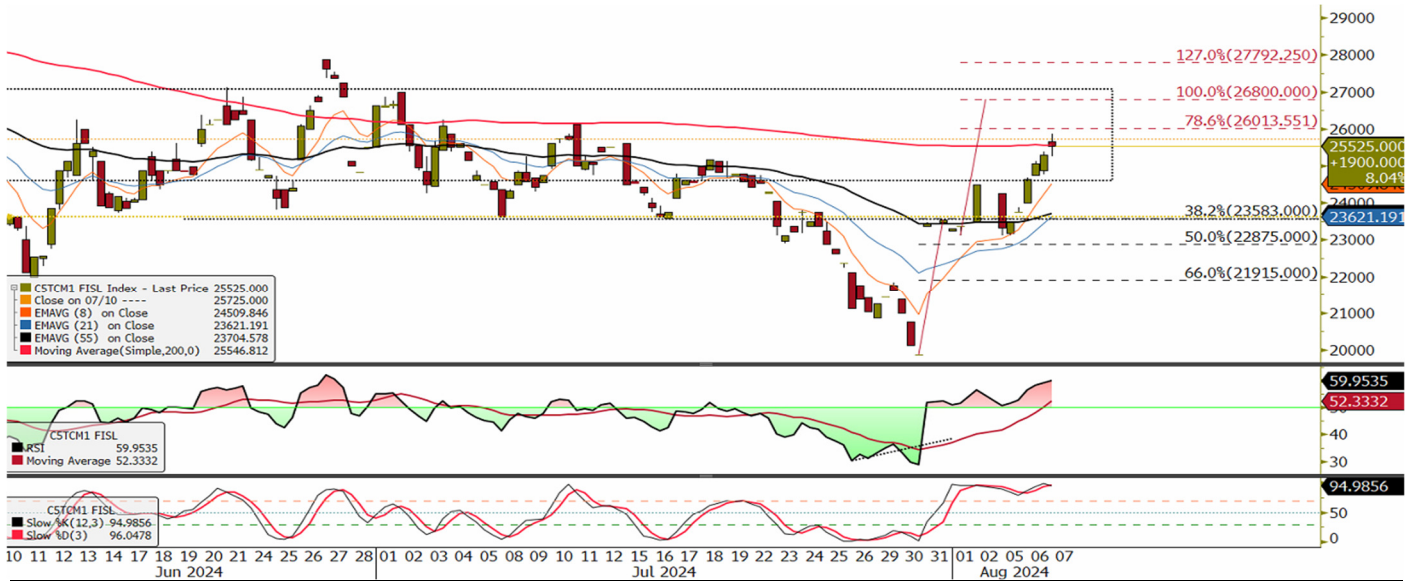 29000
28000
127.0%(27792.250)
27000
100.0%(26800.000)
78.6%(26013.551)
26000
25525.000
+1900.000
8.04%
24000
38.2%(23583.000)
23621.191
50.0%(22875.000)
23000
66.0%(21915.000)
22000
21000
20000
CSTCM1 FISL Index - Last Price 25525.000
Close on 07/10 ---- 25725.000
EMAVG (8) on Close 24509.846
EMAVG (21) on Close 23621.191
EMAVG (55) on Close 23704.578
Moving Average(Simple,200,0) 25546.812
59.9535
52.3332
40
30
CSTCM1 FISL
RSI 59.9535
Moving Average 52.3332
94.9856
50
0
CSTCM1 FISL
Slow %K(12,3) 94.9856
Slow %D(3) 96.0478
10 11 12 13 14 17 18 19 20 21 24 25 26 27 28 01 02 03 04 05 08 09 10 11 12 15 16 17 18 19 22 23 24 25 26 29 30 31 01 02 05 06 07
Jun 2024 Jul 2024 Aug 2024